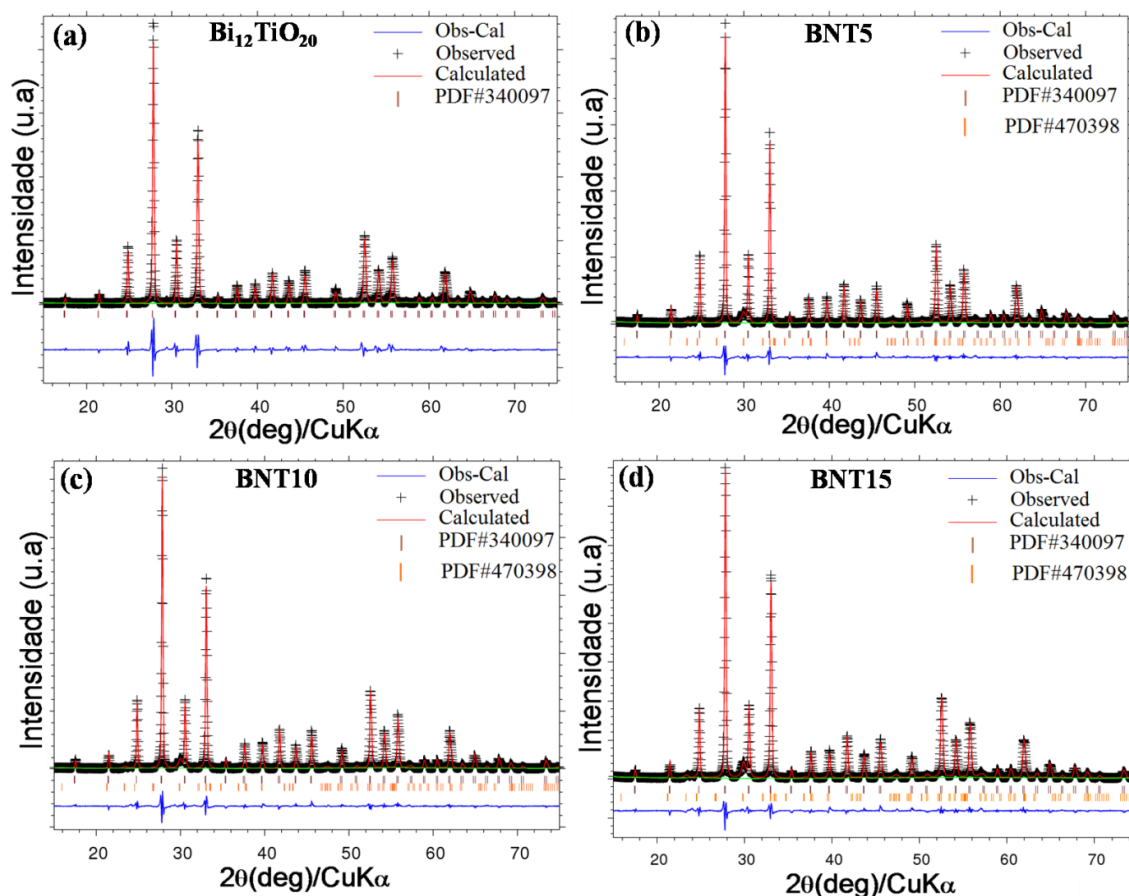 (a)
Bi₁₂TiO₂₀
Obs-Cal
Observed
Calculated
PDF#340097
Intensidade (u.a)
20 30 40 50 60 70
2θ(deg)/CuKα
(b)
BNT5
Obs-Cal
Observed
Calculated
PDF#340097
PDF#470398
Intensidade (u.a)
20 30 40 50 60 70
2θ(deg)/CuKα
(c)
BNT10
Obs-Cal
Observed
Calculated
PDF#340097
PDF#470398
Intensidade (u.a)
20 30 40 50 60 70
2θ(deg)/CuKα
(d)
BNT15
Obs-Cal
Observed
Calculated
PDF#340097
PDF#470398
Intensidade (u.a)
20 30 40 50 60 70
2θ(deg)/CuKα